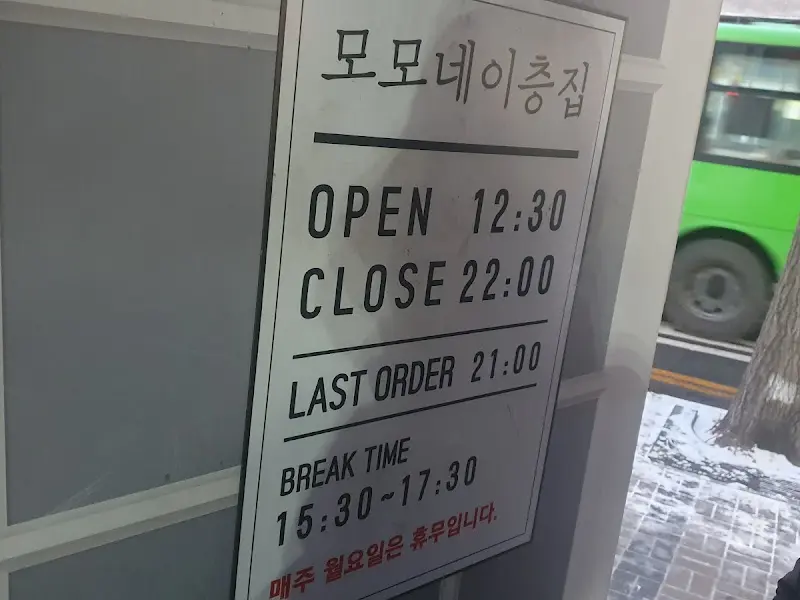 모모네이층집
OPEN 12:30
CLOSE 22:00
LAST ORDER 21:00
BREAK TIME
15:30~17:30
매주 월요일은 휴무입니다.